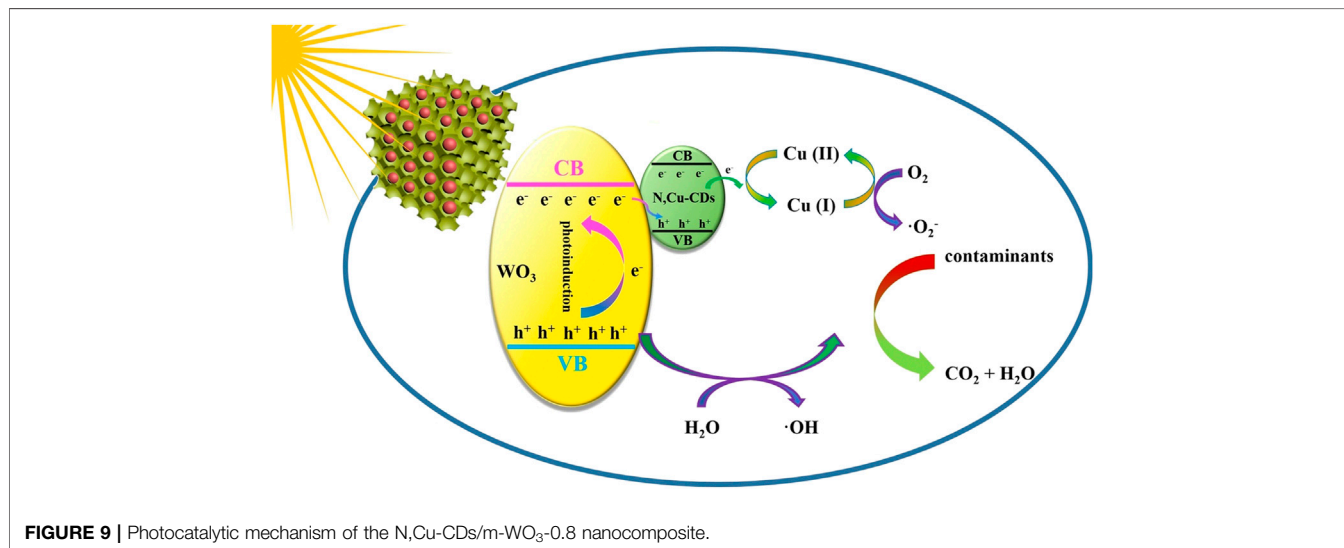 CB
e⁻ e⁻ e⁻ e⁻ e⁻
photoinduction
WO₃
e⁻
h⁺ h⁺ h⁺ h⁺ h⁺
VB
CB
e⁻ e⁻ e⁻
N,Cu-CDs
h⁺ h⁺ h⁺
VB
e⁻
Cu (II)
Cu (I)
O₂
·O₂⁻
contaminants
CO₂ + H₂O
H₂O
·OH
FIGURE 9 | Photocatalytic mechanism of the N,Cu-CDs/m-WO₃-0.8 nanocomposite.